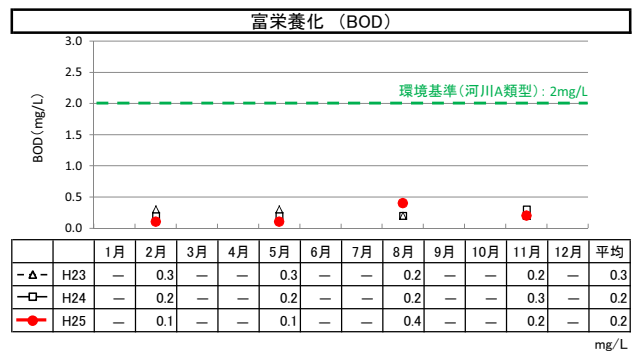 富栄養化 (BOD)
3.0
2.5
2.0
1.5
1.0
0.5
0.0
BOD(mg/L)
環境基準(河川A類型):2mg/L
1月 2月 3月 4月 5月 6月 7月 8月 9月 10月 11月 12月 平均
H23 — 0.3 — — 0.3 — — 0.2 — — 0.2 — 0.3
H24 — 0.2 — — 0.2 — — 0.2 — — 0.3 — 0.2
H25 — 0.1 — — 0.1 — — 0.4 — — 0.2 — 0.2
mg/L